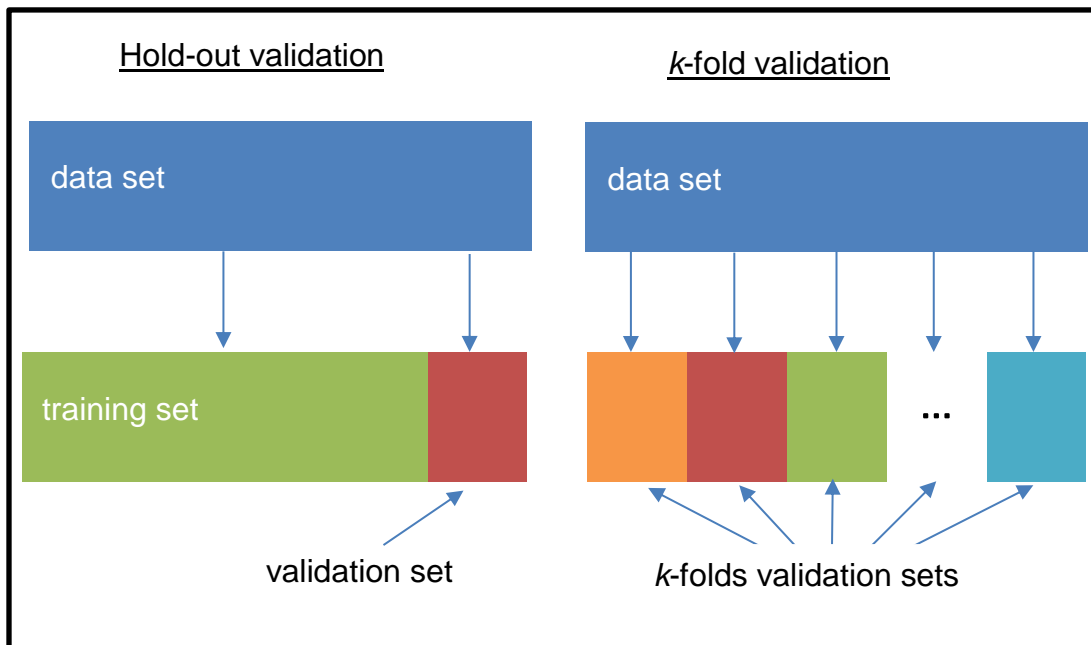 Hold-out validation
k-fold validation
data set
data set
training set
...
validation set
k-folds validation sets